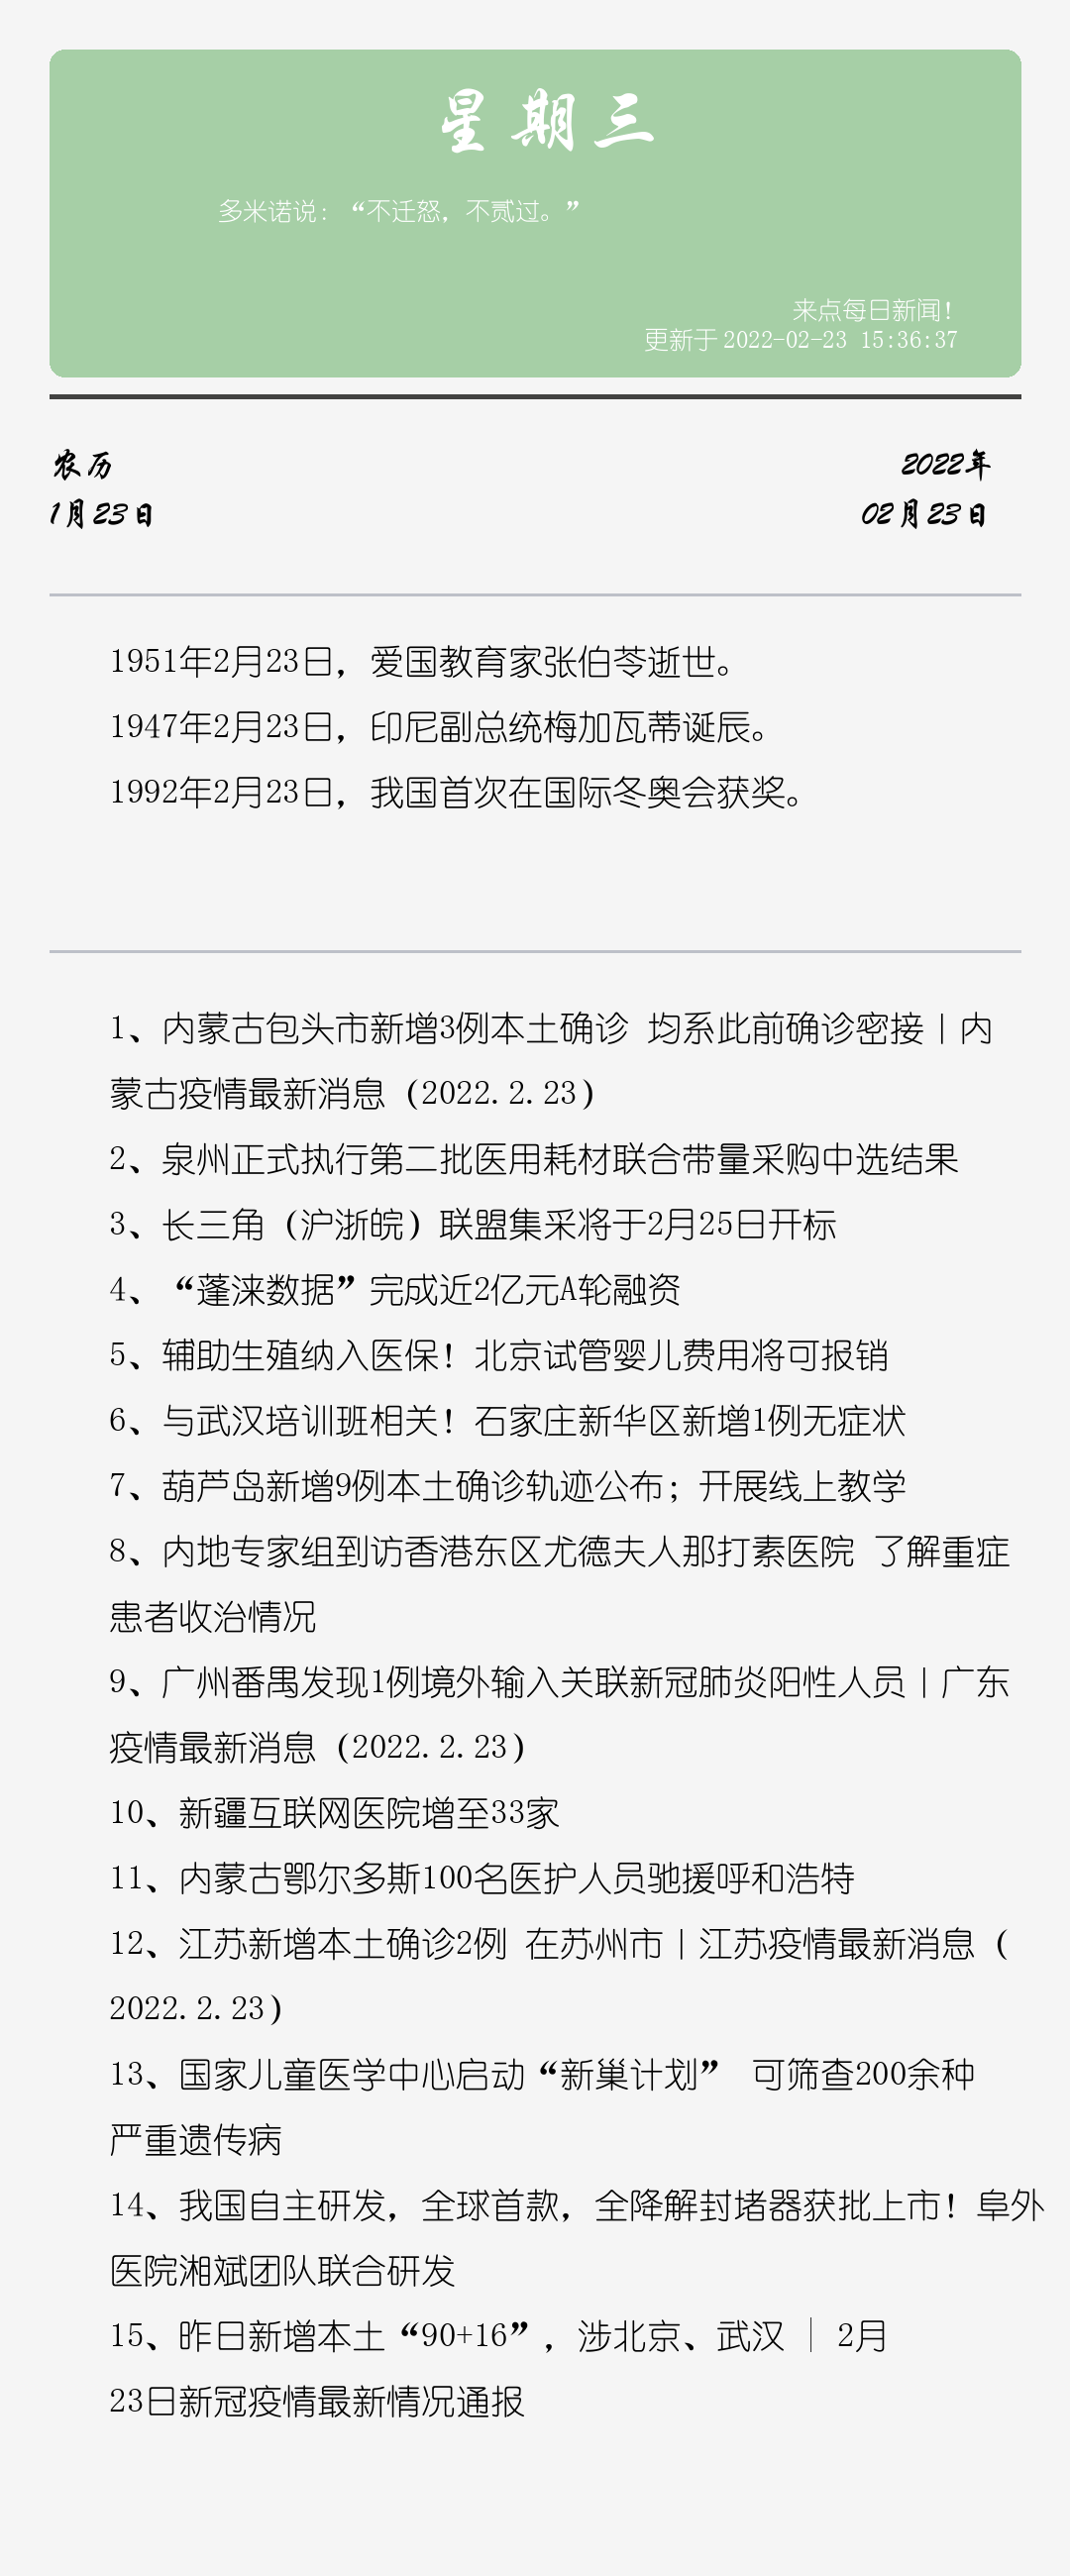 星期三
多米诺说：“不迁怒，不贰过。”
来点每日新闻！
更新于 2022-02-23 15:36:37
农历
2022年
1月23日
02月23日
1951年2月23日，爱国教育家张伯苓逝世。
1947年2月23日，印尼副总统梅加瓦蒂诞辰。
1992年2月23日，我国首次在国际冬奥会获奖。
1、内蒙古包头市新增3例本土确诊 均系此前确诊密接丨内
蒙古疫情最新消息（2022.2.23）
2、泉州正式执行第二批医用耗材联合带量采购中选结果
3、长三角（沪浙皖）联盟集采将于2月25日开标
4、“蓬涞数据”完成近2亿元A轮融资
5、辅助生殖纳入医保！北京试管婴儿费用将可报销
6、与武汉培训班相关！石家庄新华区新增1例无症状
7、葫芦岛新增9例本土确诊轨迹公布；开展线上教学
8、内地专家组到访香港东区尤德夫人那打素医院 了解重症
患者收治情况
9、广州番禺发现1例境外输入关联新冠肺炎阳性人员丨广东
疫情最新消息（2022.2.23）
10、新疆互联网医院增至33家
11、内蒙古鄂尔多斯100名医护人员驰援呼和浩特
12、江苏新增本土确诊2例 在苏州市丨江苏疫情最新消息（
2022.2.23）
13、国家儿童医学中心启动“新巢计划” 可筛查200余种
严重遗传病
14、我国自主研发，全球首款，全降解封堵器获批上市！阜外
医院湘斌团队联合研发
15、昨日新增本土“90+16”，涉北京、武汉 │ 2月
23日新冠疫情最新情况通报